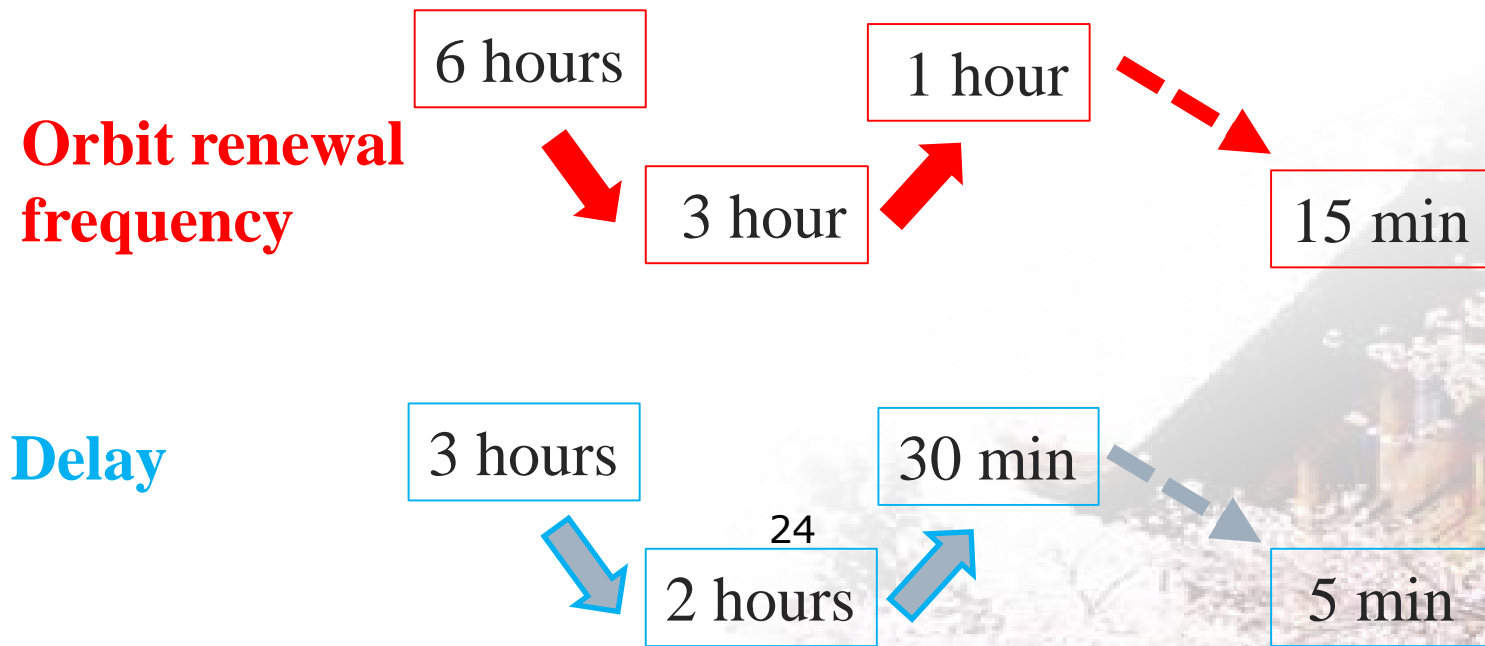 6 hours
1 hour
Orbit renewal
frequency
3 hour
15 min
Delay
3 hours
30 min
24
2 hours
5 min